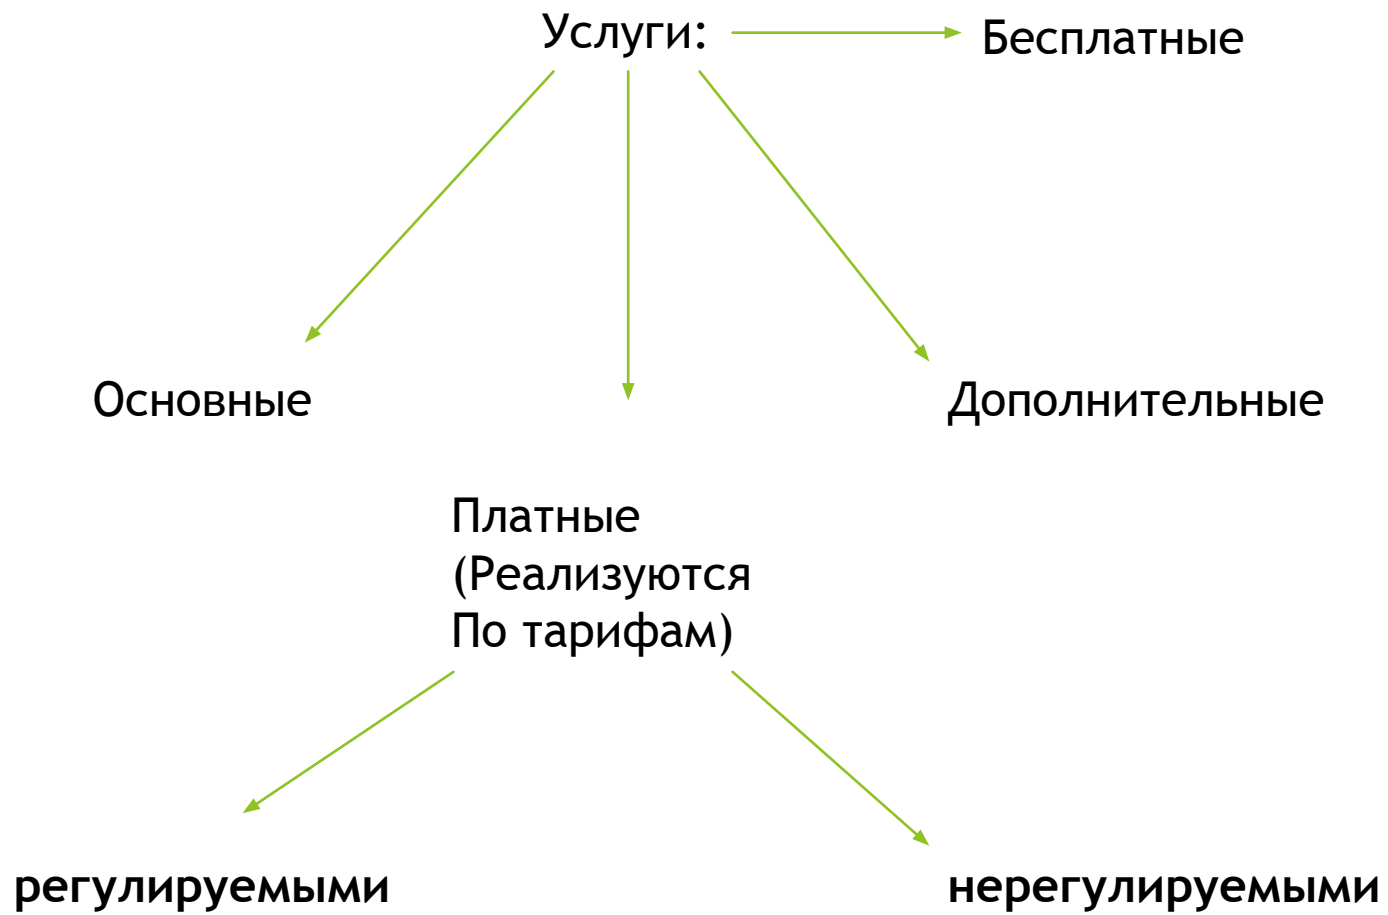 Услуги:
Бесплатные
Основные
Дополнительные
Платные
(Реализуются
По тарифам)
регулируемыми
нерегулируемыми